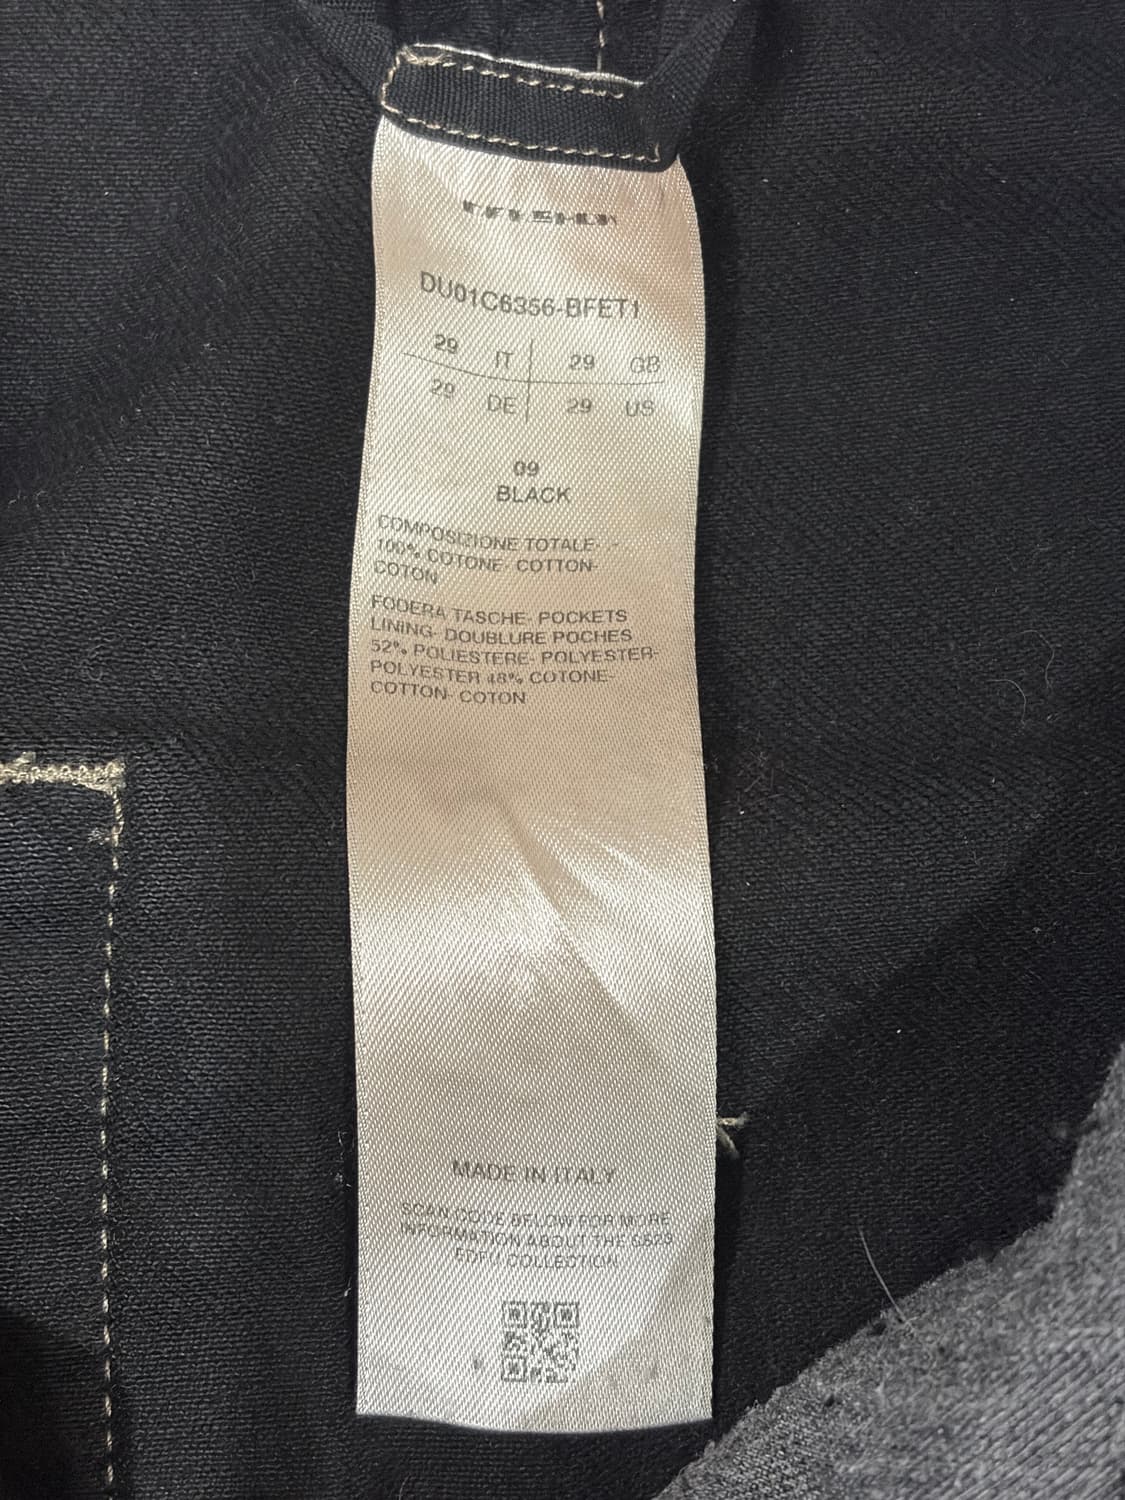 DU01C6356-BFET1
29 IT 29 GB
29 DE 29 US
09
BLACK
COMPOSIZIONE TOTALE-
100% COTONE- COTTON-
COTON
FODERA TASCHE- POCKETS
LINING- DOUBLURE POCHES
52% POLIESTERE- POLYESTER-
POLYESTER 48% COTONE-
COTTON- COTON
MADE IN ITALY
SCAN CODE BELOW FOR MORE
INFORMATION ABOUT THE SS23
EDFU COLLECTION